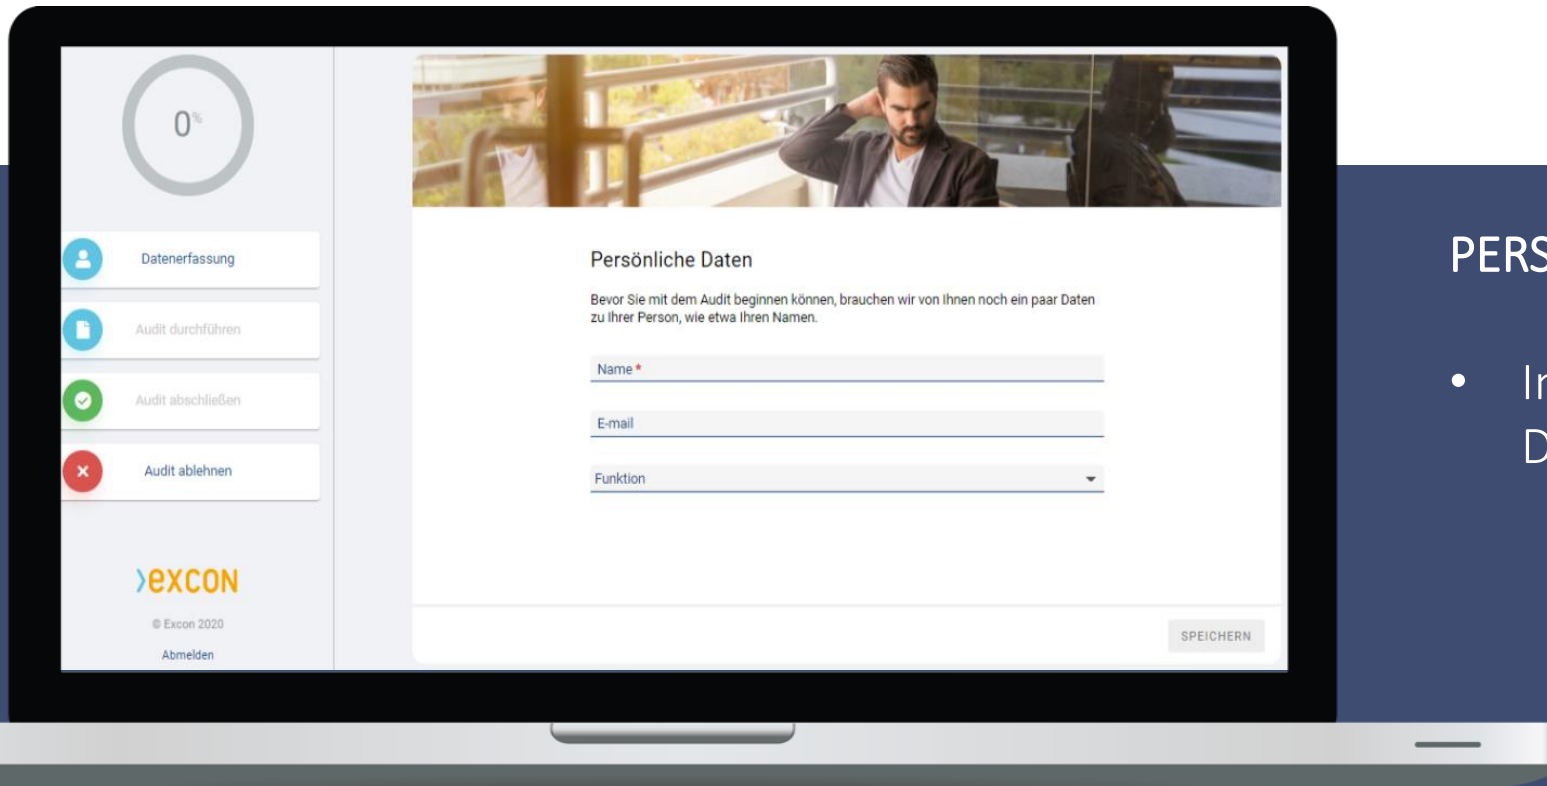 0%
Datenerfassung
Audit durchführen
Audit abschließen
Audit ablehnen
>excon
© Excon 2020
Abmelden
Persönliche Daten
Bevor Sie mit dem Audit beginnen können, brauchen wir von Ihnen noch ein paar Daten
zu Ihrer Person, wie etwa Ihren Namen.
Name *
E-mail
Funktion
SPEICHERN